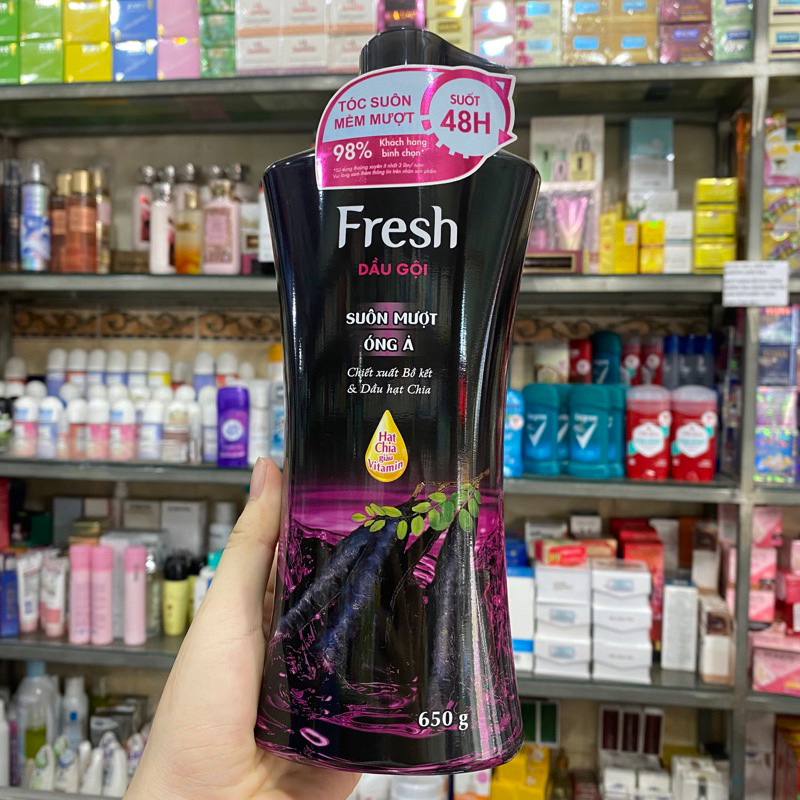 TÓC SUÔN
MỀM MƯỢT
SUỐT
48H
98% Khách hàng
bình chọn*
Fresh
DẦU GỘI
SUÔN MƯỢT
ÓNG Ả
Chiết xuất Bồ kết
& Dầu hạt Chia
Hạt
Chia
giàu
Vitamin
650 g